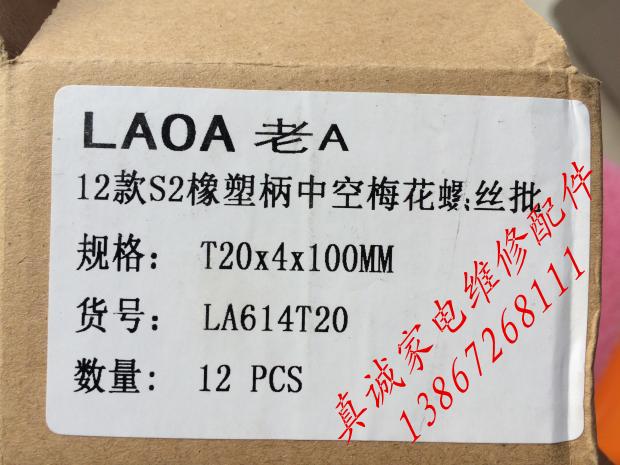 LAOA 老A
12款S2橡塑柄中空梅花螺丝批
规格: T20x4x100MM
货号: LA614T20
数量: 12 PCS
真诚家电维修配件
13867268111